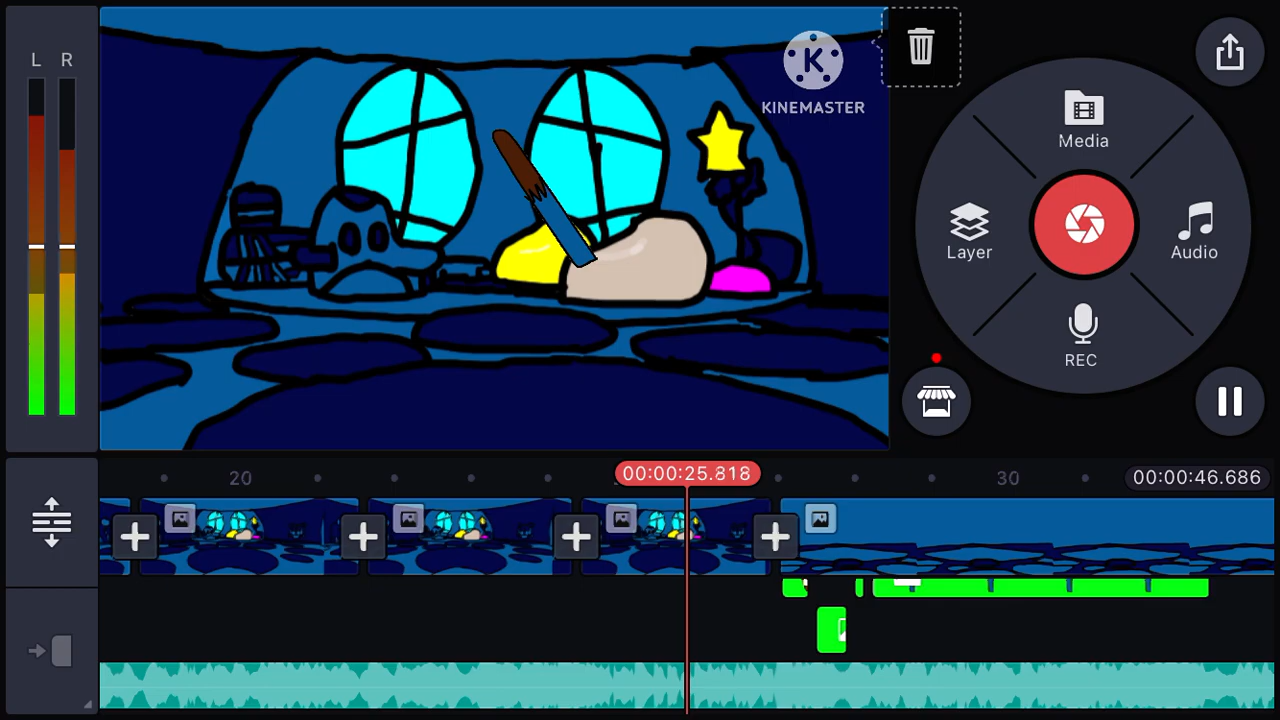 L R
K
KINEMASTER
Media
Layer
Audio
REC
20
00:00:25.818
30
00:00:46.686